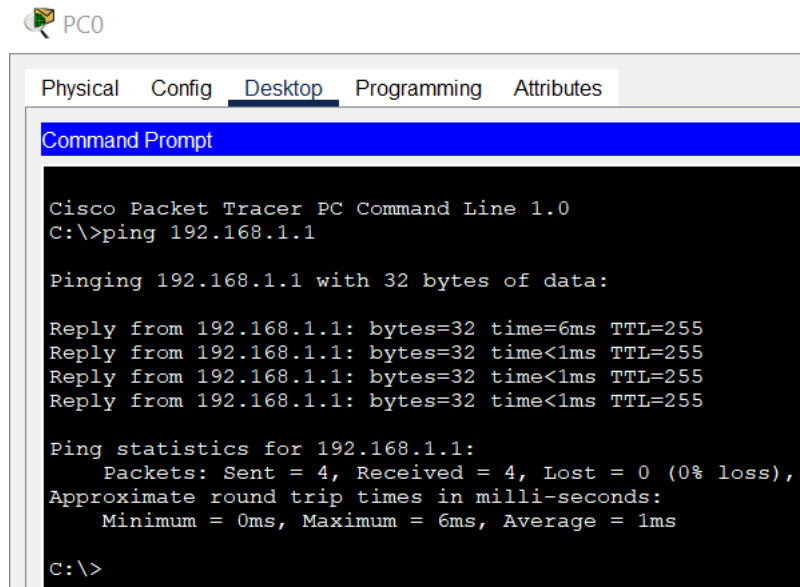 PC0
Physical Config Desktop Programming Attributes
Command Prompt
Cisco Packet Tracer PC Command Line 1.0
C:\>ping 192.168.1.1
Pinging 192.168.1.1 with 32 bytes of data:
Reply from 192.168.1.1: bytes=32 time=6ms TTL=255
Reply from 192.168.1.1: bytes=32 time<1ms TTL=255
Reply from 192.168.1.1: bytes=32 time<1ms TTL=255
Reply from 192.168.1.1: bytes=32 time<1ms TTL=255
Ping statistics for 192.168.1.1:
    Packets: Sent = 4, Received = 4, Lost = 0 (0% loss),
Approximate round trip times in milli-seconds:
    Minimum = 0ms, Maximum = 6ms, Average = 1ms
C:\>